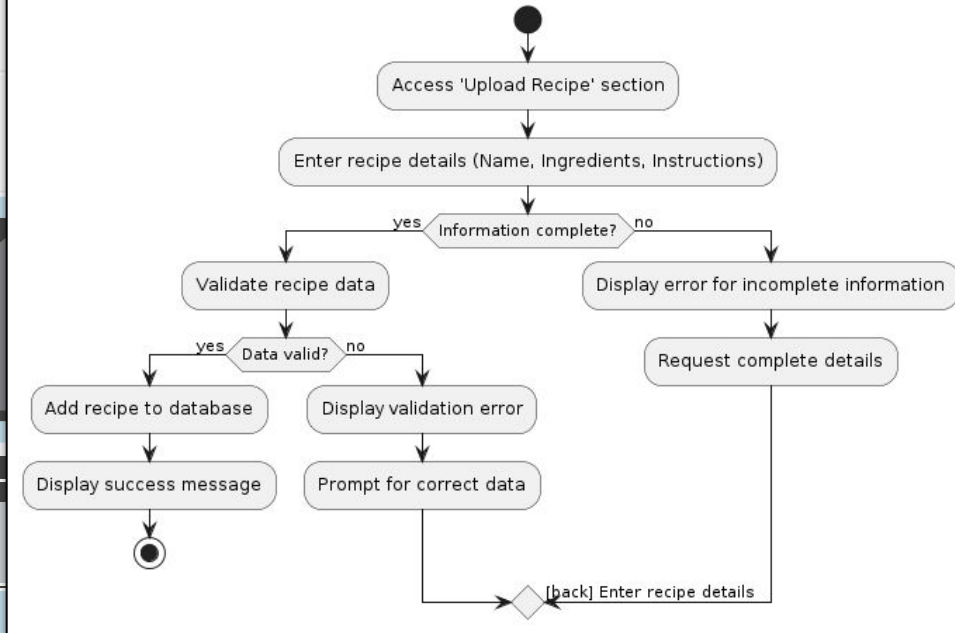 Access 'Upload Recipe' section
Enter recipe details (Name, Ingredients, Instructions)
yes
Information complete?
no
Validate recipe data
Display error for incomplete information
yes
Data valid?
no
Request complete details
Add recipe to database
Display validation error
Display success message
Prompt for correct data
[back] Enter recipe details